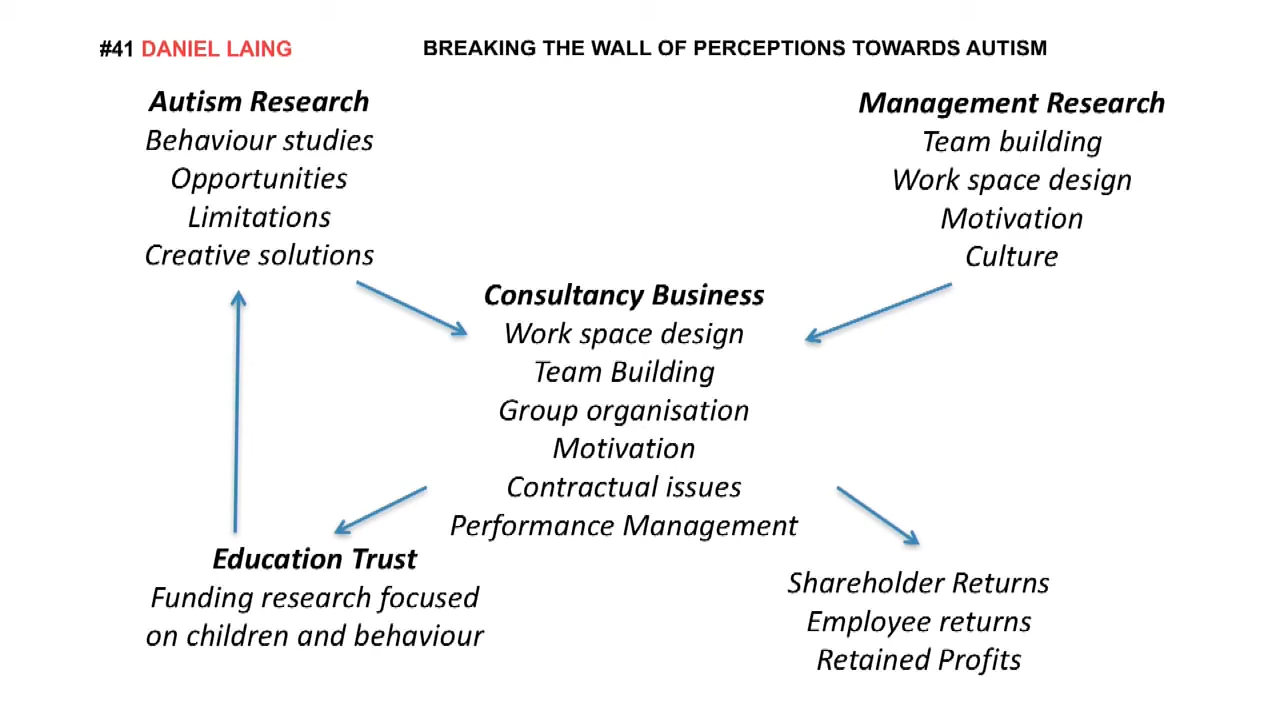 #41 DANIEL LAING
BREAKING THE WALL OF PERCEPTIONS TOWARDS AUTISM
Autism Research
Behaviour studies
Opportunities
Limitations
Creative solutions
Management Research
Team building
Work space design
Motivation
Culture
Consultancy Business
Work space design
Team Building
Group organisation
Motivation
Contractual issues
Performance Management
Education Trust
Funding research focused
on children and behaviour
Shareholder Returns
Employee returns
Retained Profits